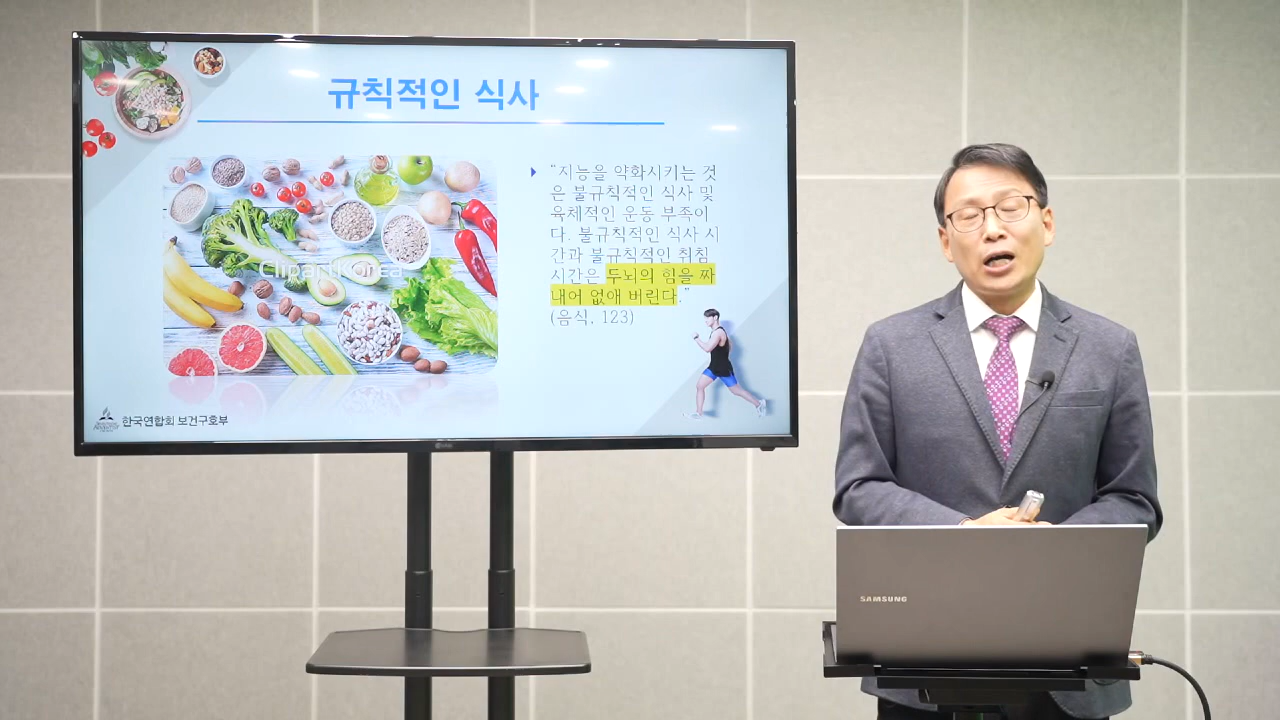 규칙적인 식사
“지능을 약화시키는 것
은 불규칙적인 식사 및
육체적인 운동 부족이
다. 불규칙적인 식사 시
간과 불규칙적인 취침
시간은 두뇌의 힘을 짜
내어 없애 버린다.”
(음식, 123)
Clipart Korea
한국연합회 보건구호부
SAMSUNG